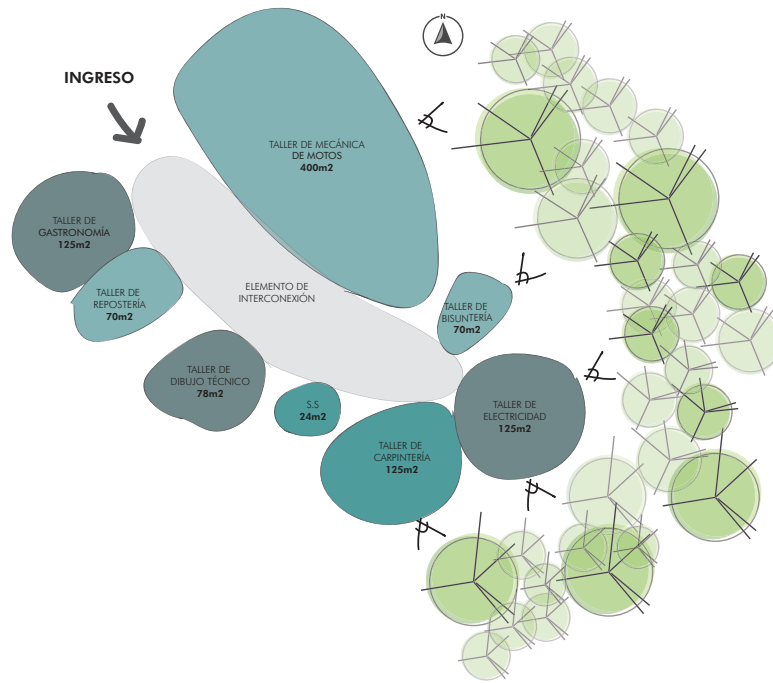 N
INGRESO
TALLER DE MECÁNICA
DE MOTOS
400m2
TALLER DE
GASTRONOMÍA
125m2
ELEMENTO DE
INTERCONEXIÓN
TALLER DE
REPOSTERÍA
70m2
TALLER DE
BISUNTERÍA
70m2
TALLER DE
DIBUJO TÉCNICO
78m2
S.S
24m2
TALLER DE
ELECTRICIDAD
125m2
TALLER DE
CARPINTERÍA
125m2